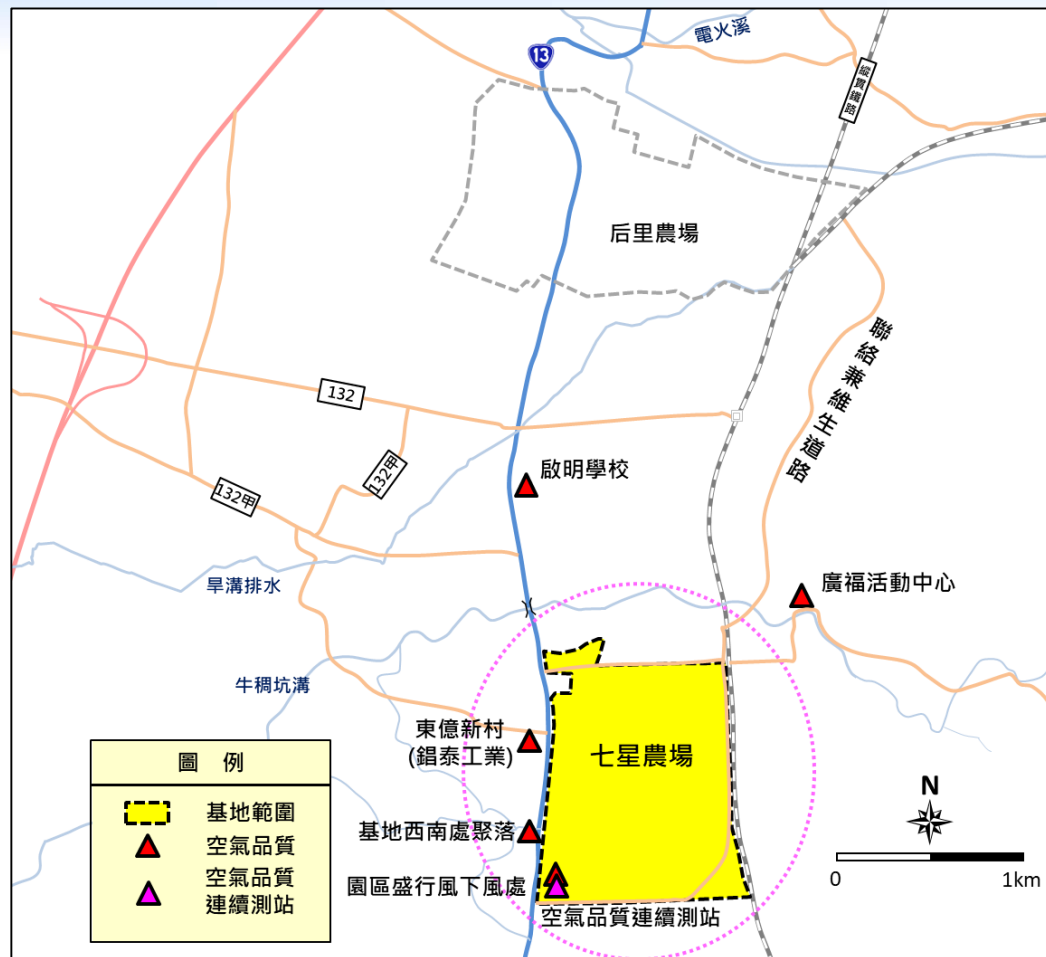 電火溪
13
縱貫鐵路
后里農場
聯絡兼維生道路
132
132甲
132甲
啟明學校
旱溝排水
廣福活動中心
牛稠坑溝
東億新村
(錩泰工業)
七星農場
基地西南處聚落
園區盛行風下風處
空氣品質連續測站
圖 例
基地範圍
空氣品質
空氣品質
連續測站
N
0
1km